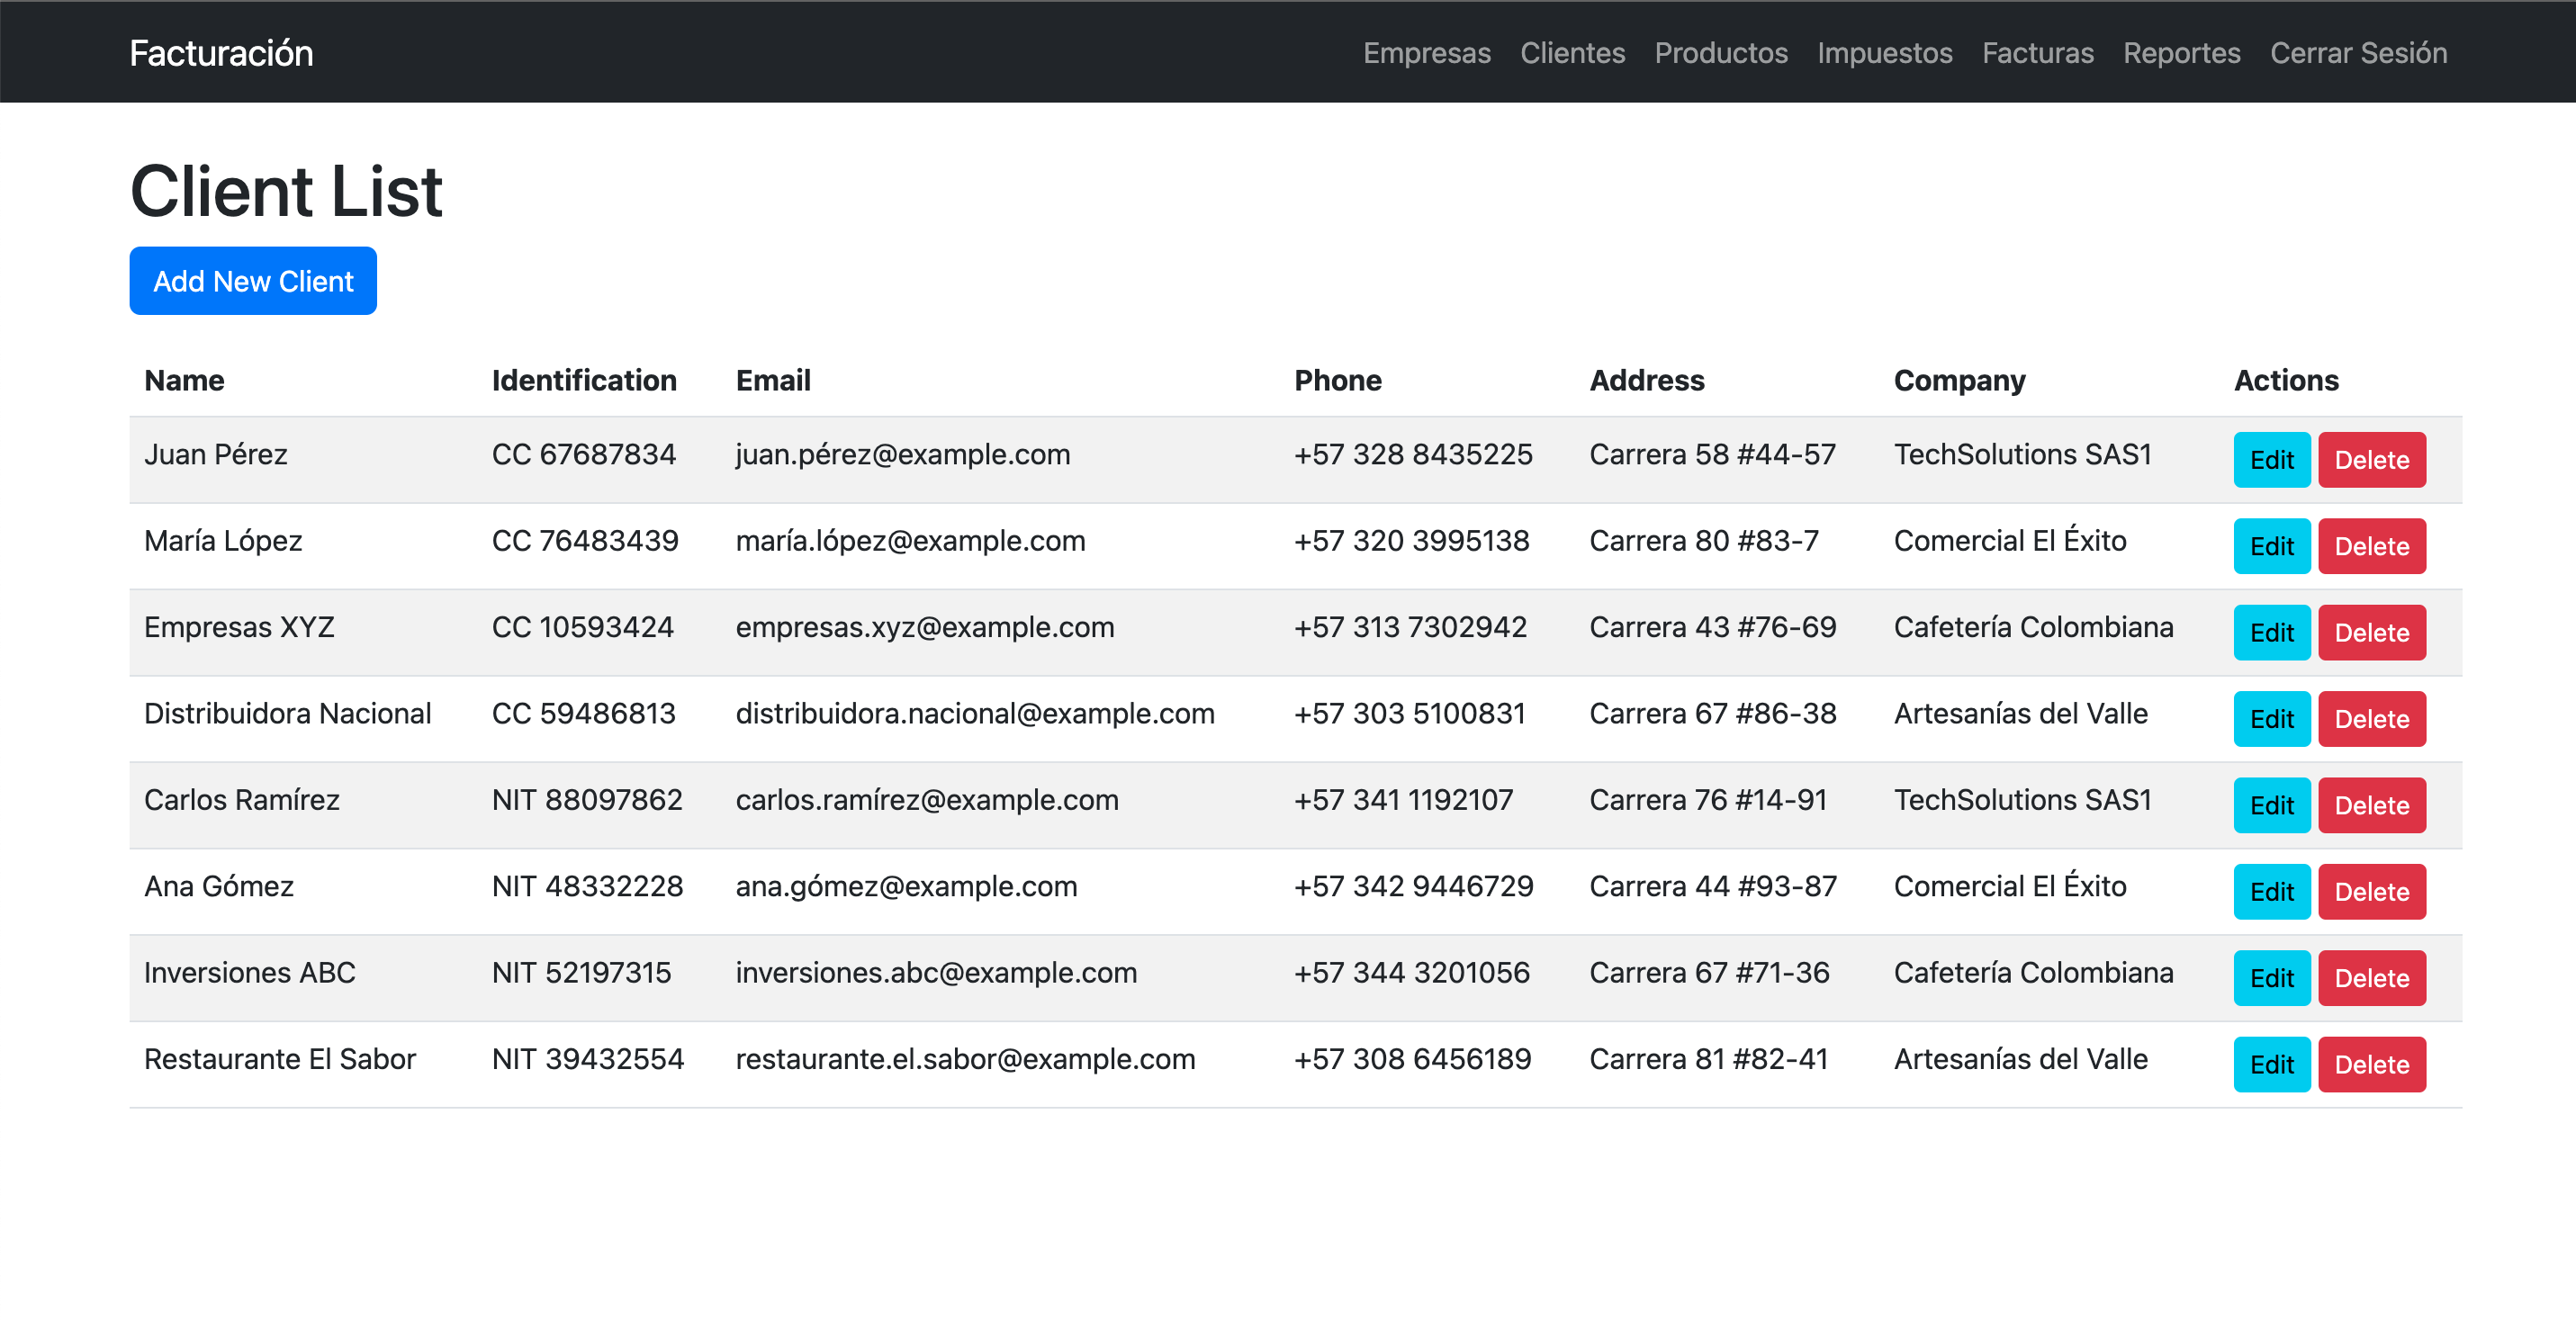 Facturación Empresas Clientes Productos Impuestos Facturas Reportes Cerrar Sesión
Client List
Add New Client
Name Identification Email Phone Address Company Actions
Juan Pérez CC 67687834 juan.pérez@example.com +57 328 8435225 Carrera 58 #44-57 TechSolutions SAS1 Edit Delete
María López CC 76483439 maría.lópez@example.com +57 320 3995138 Carrera 80 #83-7 Comercial El Éxito Edit Delete
Empresas XYZ CC 10593424 empresas.xyz@example.com +57 313 7302942 Carrera 43 #76-69 Cafetería Colombiana Edit Delete
Distribuidora Nacional CC 59486813 distribuidora.nacional@example.com +57 303 5100831 Carrera 67 #86-38 Artesanías del Valle Edit Delete
Carlos Ramírez NIT 88097862 carlos.ramírez@example.com +57 341 1192107 Carrera 76 #14-91 TechSolutions SAS1 Edit Delete
Ana Gómez NIT 48332228 ana.gómez@example.com +57 342 9446729 Carrera 44 #93-87 Comercial El Éxito Edit Delete
Inversiones ABC NIT 52197315 inversiones.abc@example.com +57 344 3201056 Carrera 67 #71-36 Cafetería Colombiana Edit Delete
Restaurante El Sabor NIT 39432554 restaurante.el.sabor@example.com +57 308 6456189 Carrera 81 #82-41 Artesanías del Valle Edit Delete